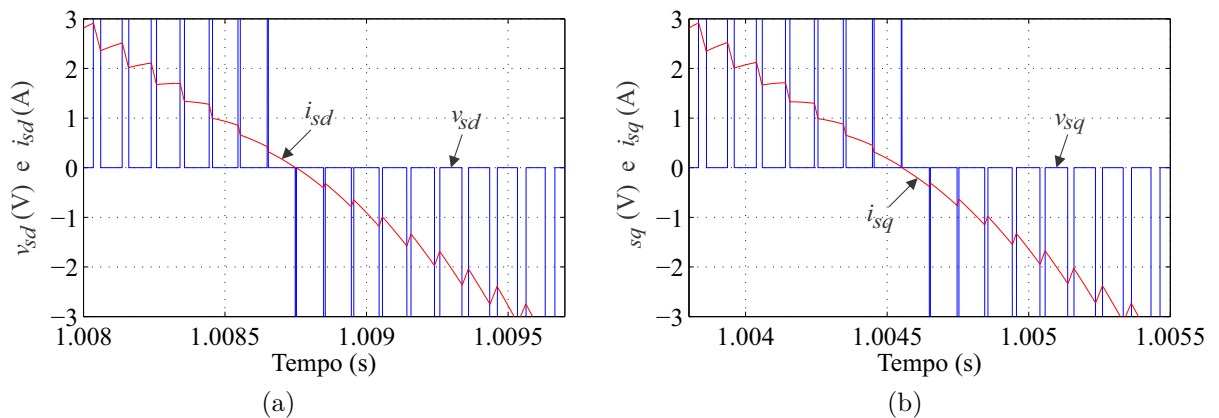 v_sd (V) e i_sd (A)
3
2
1
0
−1
−2
−3
i_sd
v_sd
1.008
1.0085
1.009
1.0095
Tempo (s)
(a)
sq (V) e i_sq (A)
3
2
1
0
−1
−2
−3
v_sq
i_sq
1.004
1.0045
1.005
1.0055
Tempo (s)
(b)